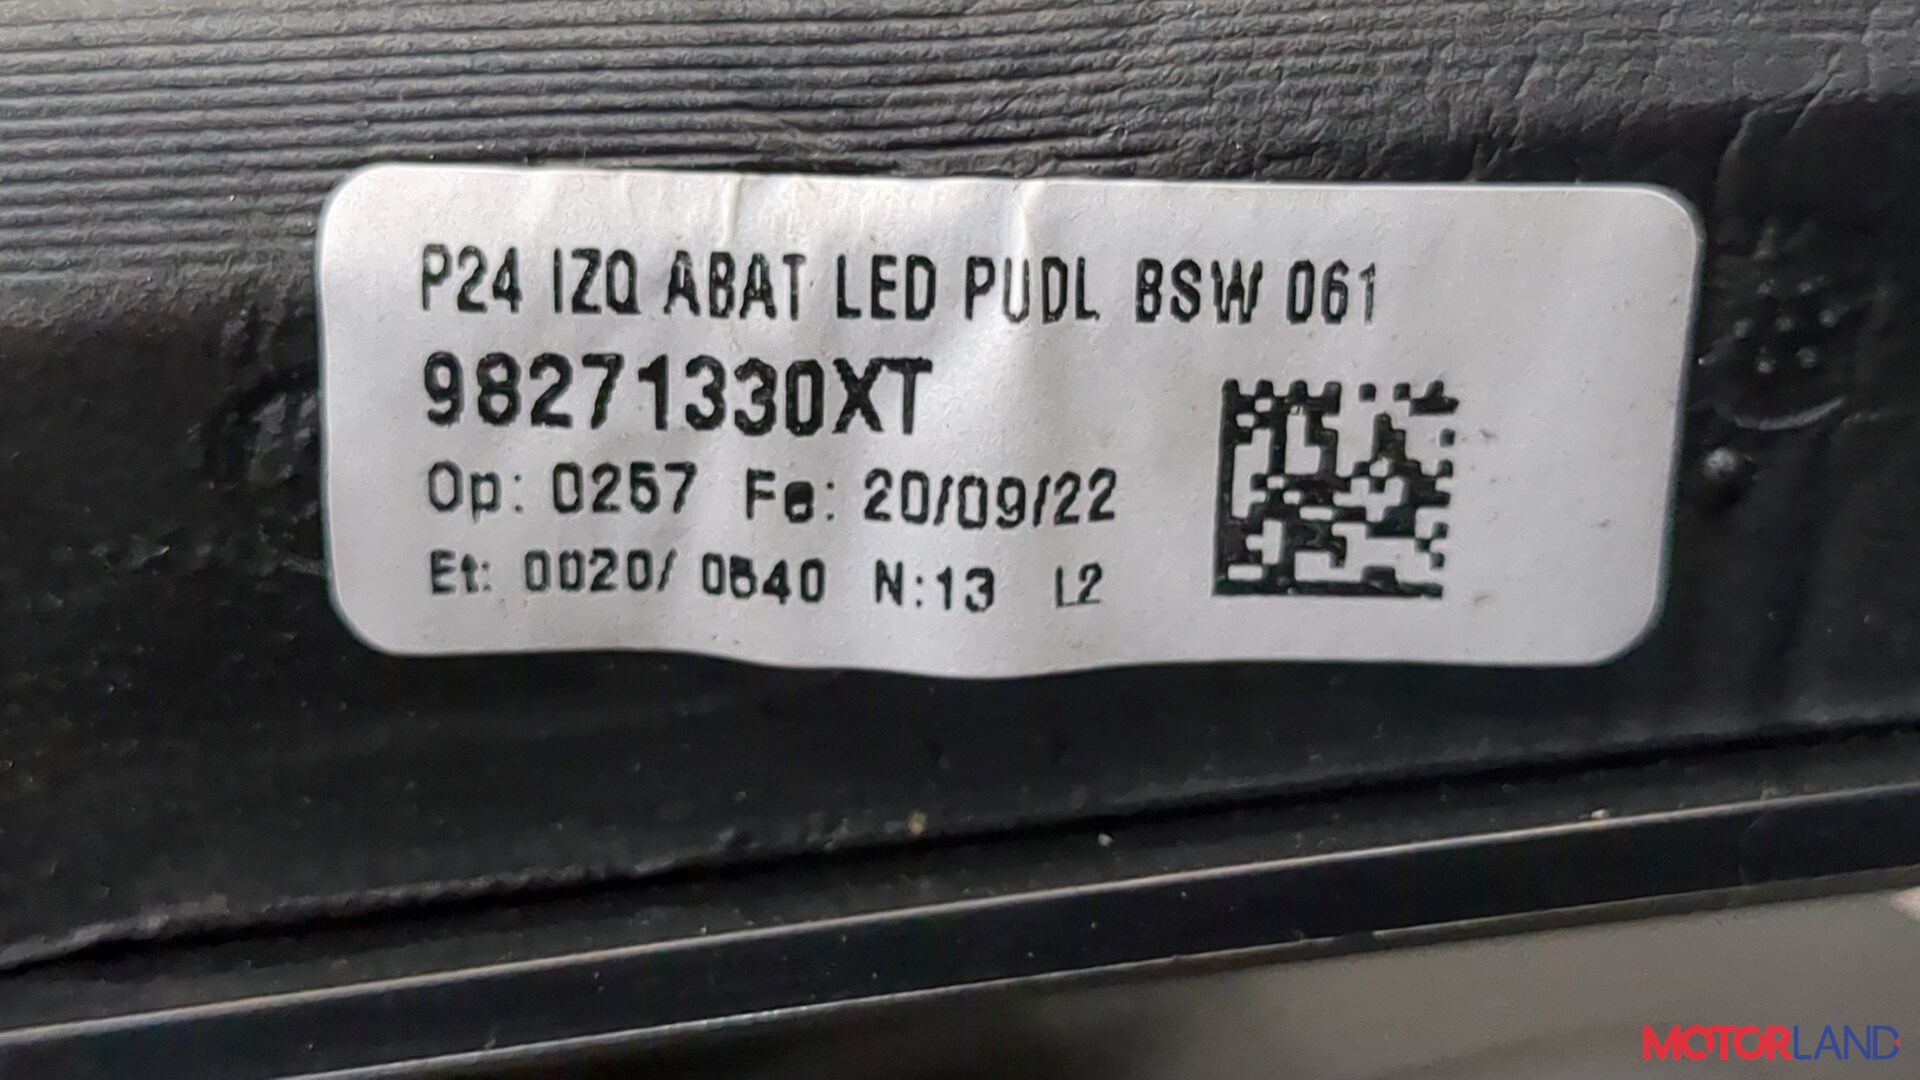 P24 IZQ ABAT LED PUDL BSW 061
98271330XT
Op: 0257 Fe: 20/09/22
Et: 0020/ 0640 N:13 L2
MOTORLAND